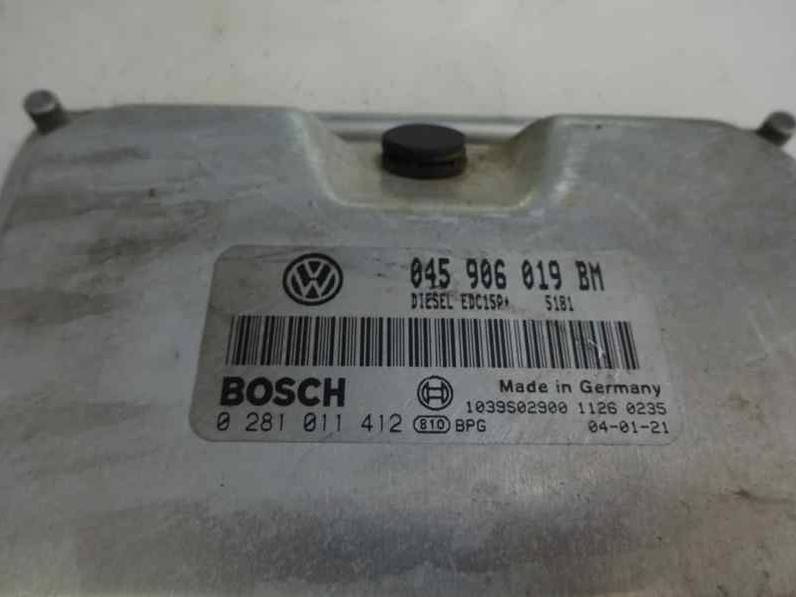 045 906 019 BM
DIESEL EDC15P+ 5181
BOSCH
Made in Germany
1039S02900 1126 0235
0 281 011 412 810 BPG 04-01-21